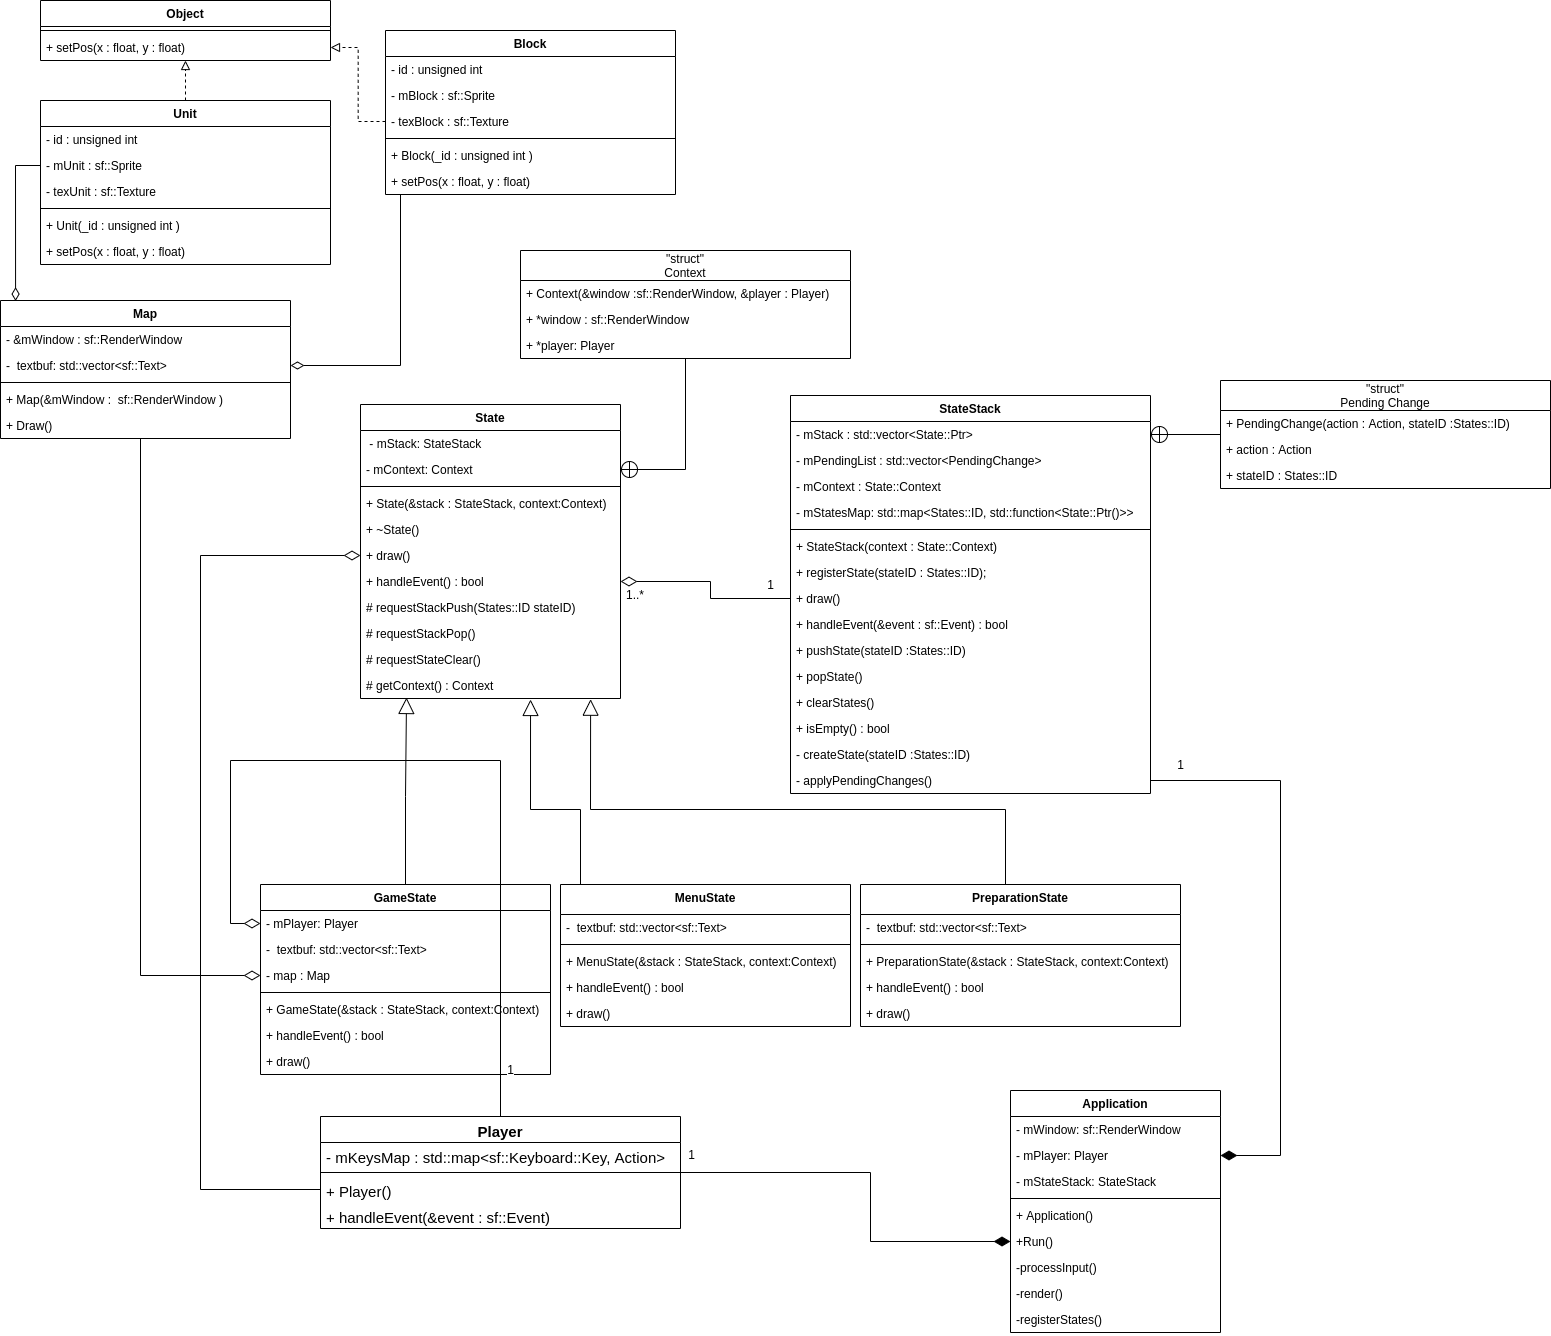 Object
+ setPos(x : float, y : float)
Block
- id : unsigned int
- mBlock : sf::Sprite
- texBlock : sf::Texture
+ Block(_id : unsigned int )
+ setPos(x : float, y : float)
Unit
- id : unsigned int
- mUnit : sf::Sprite
- texUnit : sf::Texture
+ Unit(_id : unsigned int )
+ setPos(x : float, y : float)
"struct"
Context
+ Context(&window :sf::RenderWindow, &player : Player)
+ *window : sf::RenderWindow
+ *player: Player
Map
- &mWindow : sf::RenderWindow
-  textbuf: std::vector<sf::Text>
+ Map(&mWindow :  sf::RenderWindow )
+ Draw()
"struct"
Pending Change
+ PendingChange(action : Action, stateID :States::ID)
+ action : Action
+ stateID : States::ID
State
- mStack: StateStack
- mContext: Context
+ State(&stack : StateStack, context:Context)
+ ~State()
+ draw()
+ handleEvent() : bool
# requestStackPush(States::ID stateID)
# requestStackPop()
# requestStateClear()
# getContext() : Context
1..*
1
StateStack
- mStack : std::vector<State::Ptr>
- mPendingList : std::vector<PendingChange>
- mContext : State::Context
- mStatesMap: std::map<States::ID, std::function<State::Ptr()>>
+ StateStack(context : State::Context)
+ registerState(stateID : States::ID);
+ draw()
+ handleEvent(&event : sf::Event) : bool
+ pushState(stateID :States::ID)
+ popState()
+ clearStates()
+ isEmpty() : bool
- createState(stateID :States::ID)
- applyPendingChanges()
1
GameState
- mPlayer: Player
-  textbuf: std::vector<sf::Text>
- map : Map
+ GameState(&stack : StateStack, context:Context)
+ handleEvent() : bool
+ draw()
1
MenuState
-  textbuf: std::vector<sf::Text>
+ MenuState(&stack : StateStack, context:Context)
+ handleEvent() : bool
+ draw()
PreparationState
-  textbuf: std::vector<sf::Text>
+ PreparationState(&stack : StateStack, context:Context)
+ handleEvent() : bool
+ draw()
Player
- mKeysMap : std::map<sf::Keyboard::Key, Action>
+ Player()
+ handleEvent(&event : sf::Event)
1
Application
- mWindow: sf::RenderWindow
- mPlayer: Player
- mStateStack: StateStack
+ Application()
+Run()
-processInput()
-render()
-registerStates()